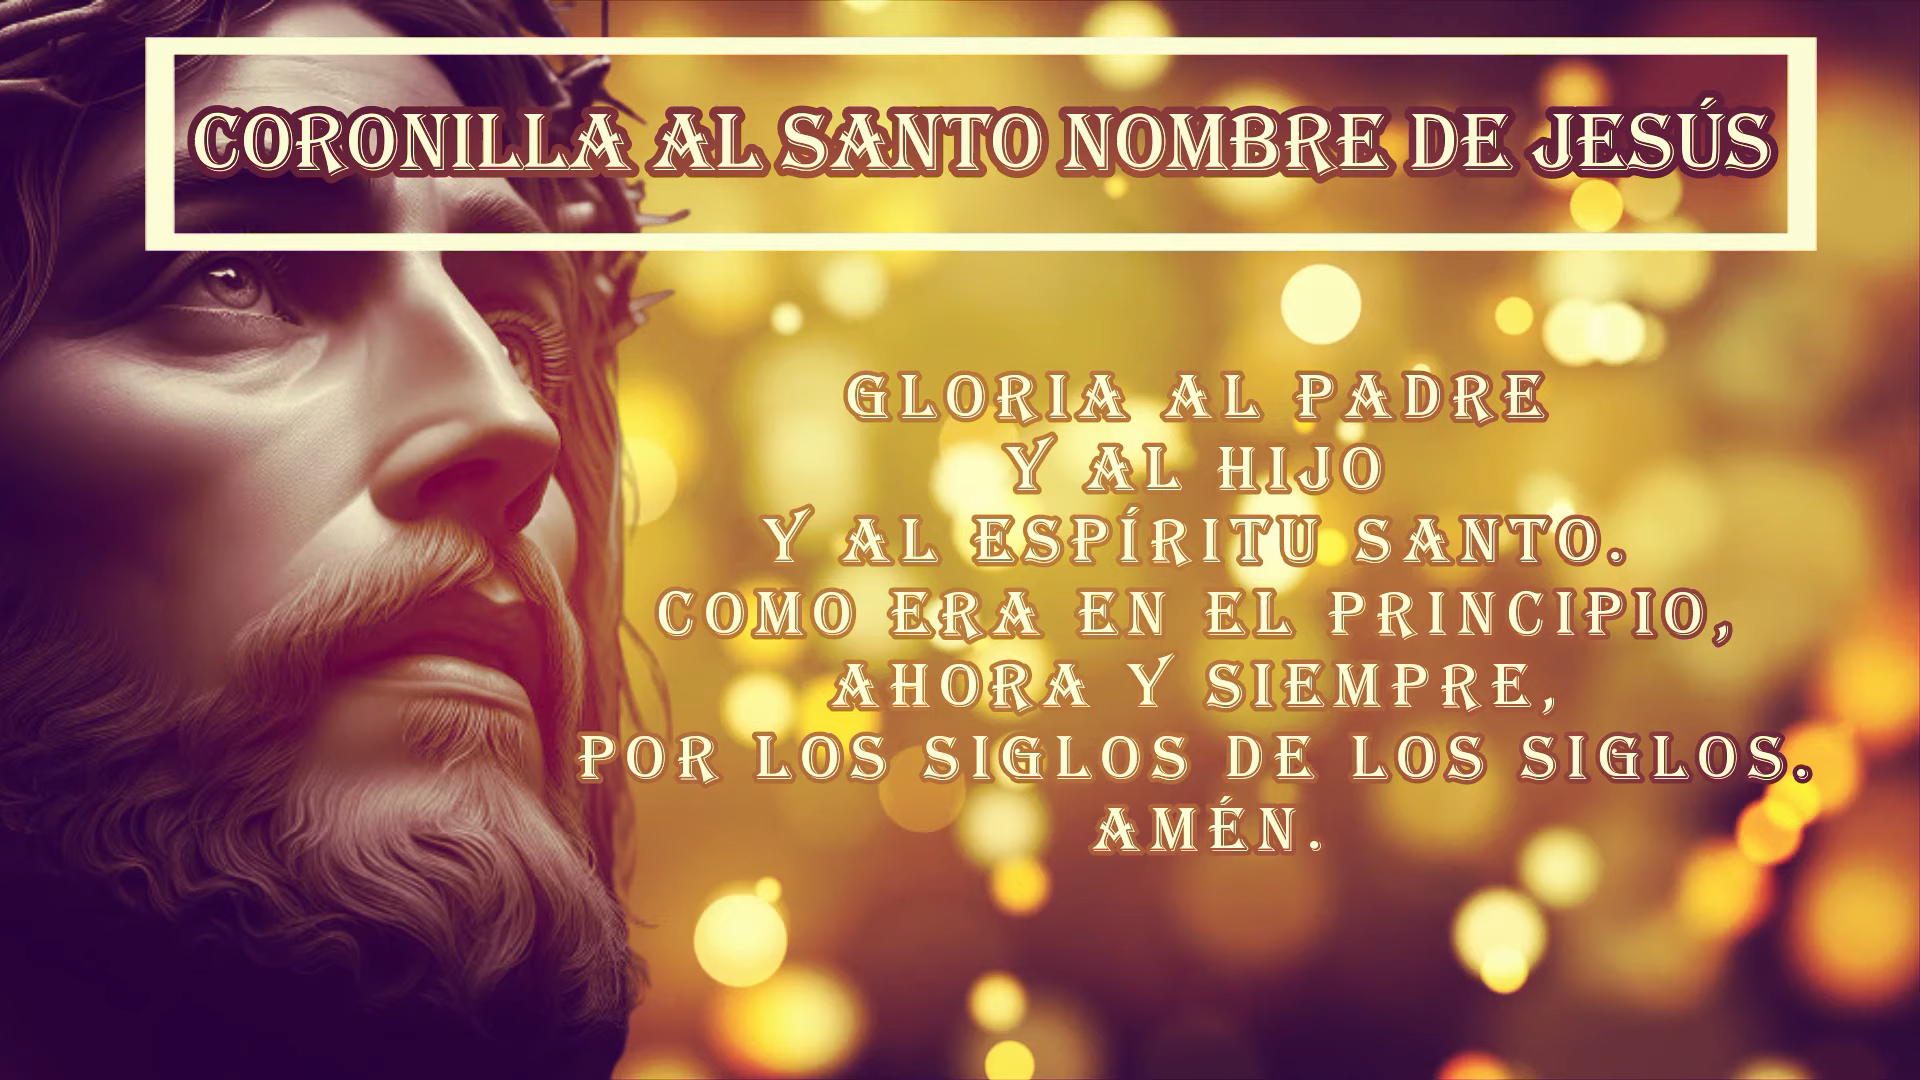 CORONILLA AL SANTO NOMBRE DE JESÚS
GLORIA AL PADRE
Y AL HIJO
Y AL ESPÍRITU SANTO.
COMO ERA EN EL PRINCIPIO,
AHORA Y SIEMPRE,
POR LOS SIGLOS DE LOS SIGLOS.
AMÉN.